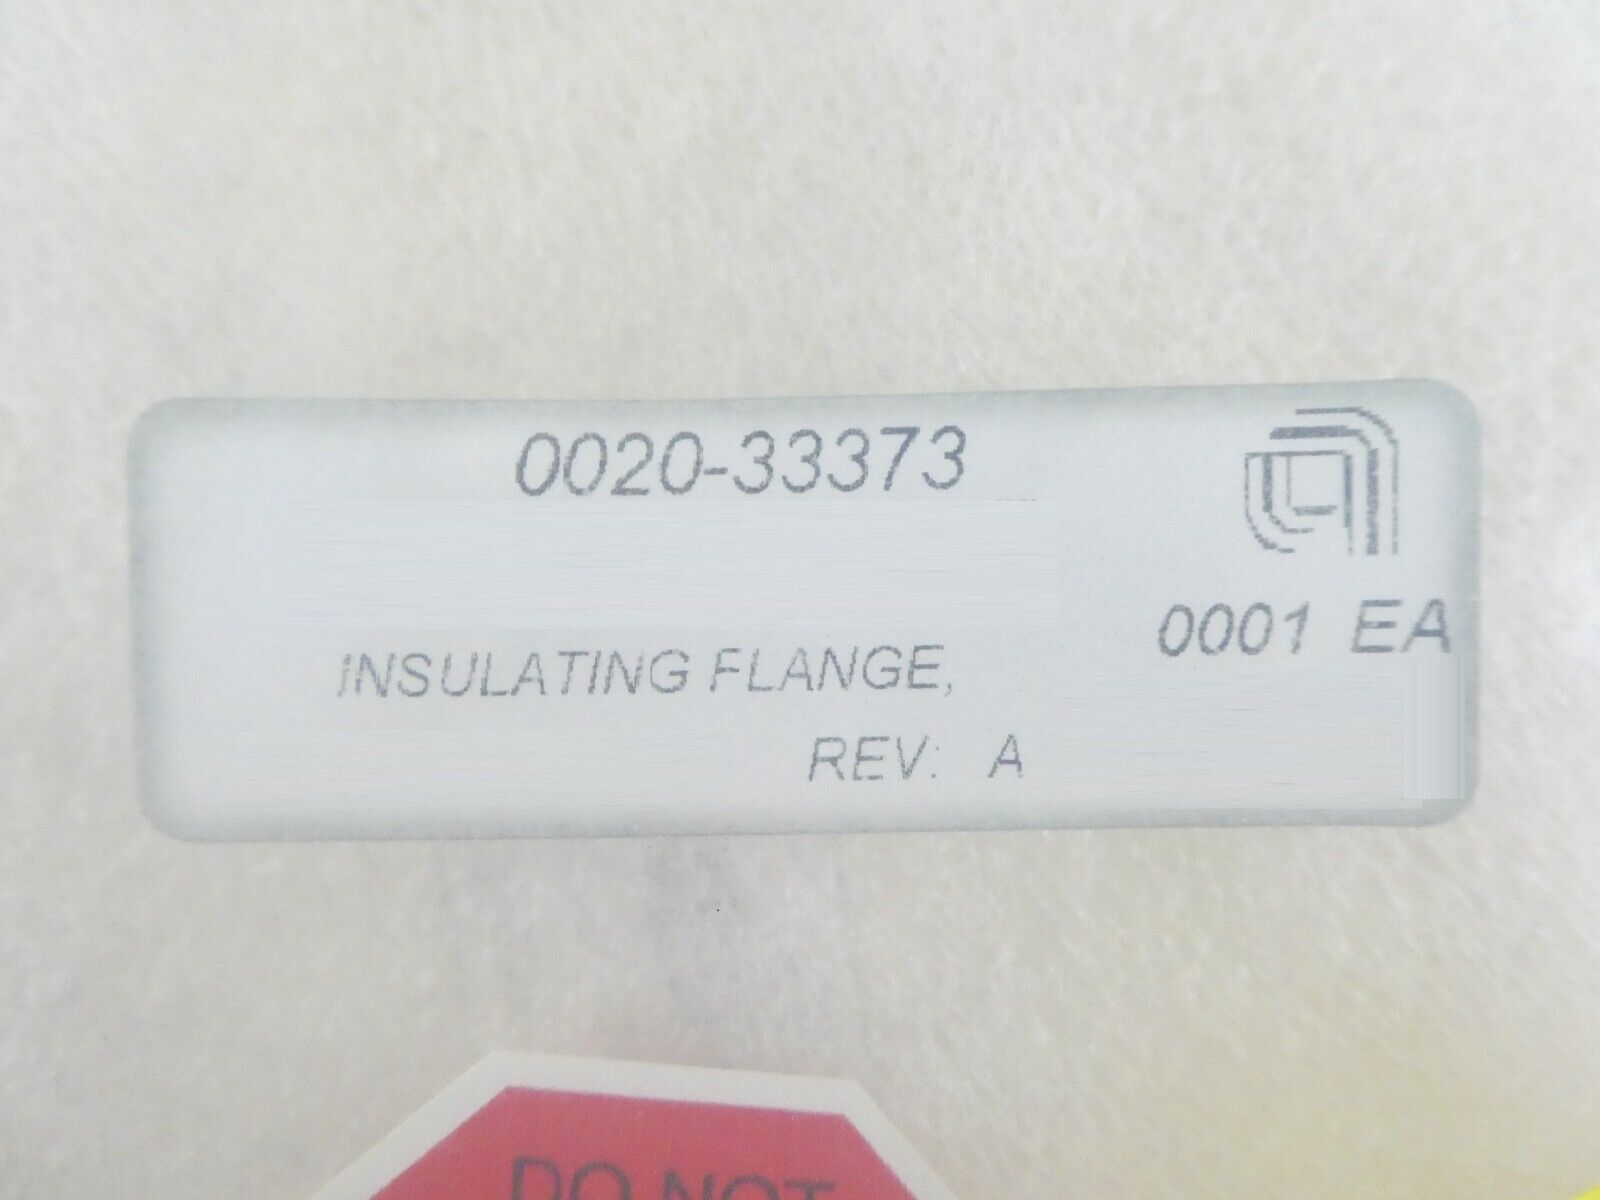 0020-33373
0001 EA
INSULATING FLANGE,
REV: A
DO NOT